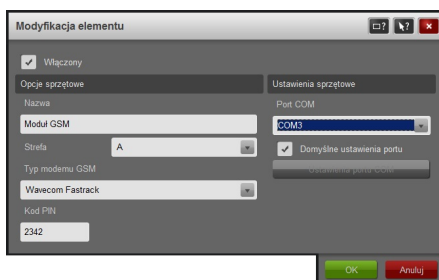 Modyfikacja elementu
Włączony
Opcje sprzętowe
Nazwa
Moduł GSM
Strefa A
Typ modemu GSM
Wavecom Fastrack
Kod PIN
2342
Ustawienia sprzętowe
Port COM
COM3
Domyślne ustawienia portu
Ustawienia portu COM
OK Anuluj